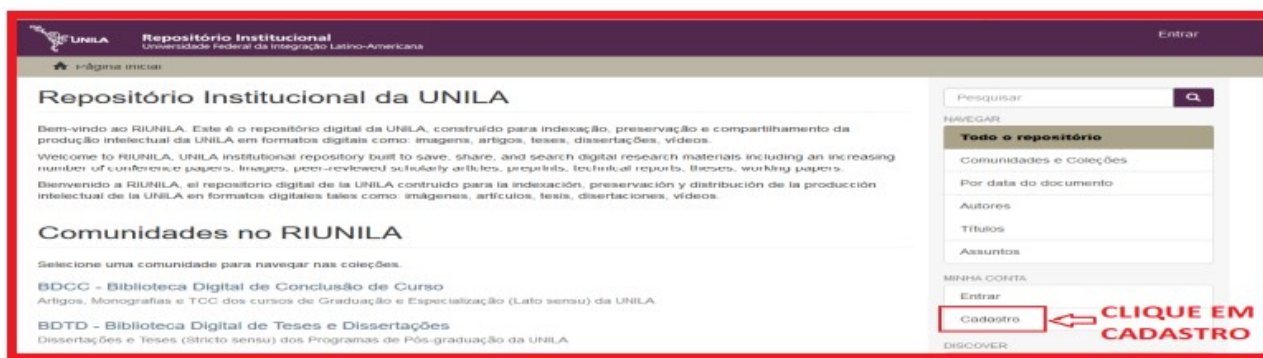 UNILA
Repositório Institucional
Universidade Federal da Integração Latino-Americana
Entrar
Página inicial
Repositório Institucional da UNILA
Bem-vindo ao RIUNILA. Este é o repositório digital da UNILA, construído para indexação, preservação e compartilhamento da
produção intelectual da UNILA em formatos digitais como: imagens, artigos, teses, dissertações, vídeos.
Welcome to RIUNILA, UNILA institutional repository built to save, share, and search digital research materials including an increasing
number of conference papers, images, peer-reviewed scholarly articles, preprints, technical reports, theses, working papers.
Bienvenido a RIUNILA, el repositorio digital de la UNILA contruido para la indexación, preservación y distribución de la producción
intelectual de la UNILA en formatos digitales tales como: imágenes, artículos, tesis, disertaciones, vídeos.
Comunidades no RIUNILA
Selecione uma comunidade para navegar nas coleções.
BDCC - Biblioteca Digital de Conclusão de Curso
Artigos, Monografias e TCC dos cursos de Graduação e Especialização (Lato sensu) da UNILA
BDTD - Biblioteca Digital de Teses e Dissertações
Dissertações e Teses (Stricto sensu) dos Programas de Pós-graduação da UNILA
Pesquisar
NAVEGAR
Todo o repositório
Comunidades e Coleções
Por data do documento
Autores
Títulos
Assuntos
MINHA CONTA
Entrar
Cadastro
CLIQUE EM
CADASTRO
DISCOVER